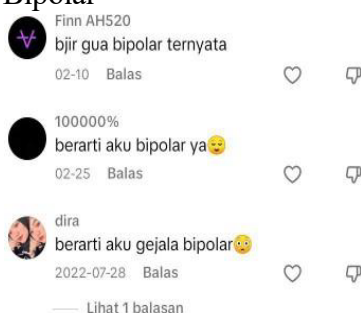 Bipolar
Finn AH520
bjir gua bipolar ternyata
02-10 Balas
100000%
berarti aku bipolar ya😌
02-25 Balas
dira
berarti aku gejala bipolar😳
2022-07-28 Balas
Lihat 1 balasan